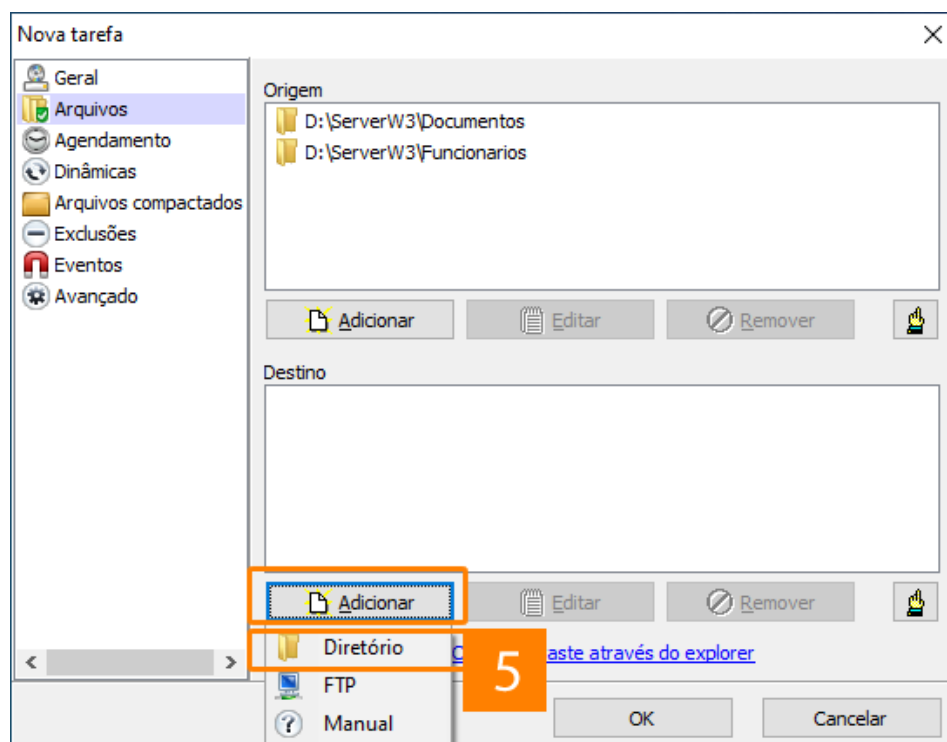 Nova tarefa
Geral
Arquivos
Agendamento
Dinâmicas
Arquivos compactados
Exclusões
Eventos
Avançado
Origem
D:\ServerW3\Documentos
D:\ServerW3\Funcionarios
Adicionar
Editar
Remover
Destino
Adicionar
Editar
Remover
Diretório
FTP
Manual
5
aste através do explorer
OK
Cancelar